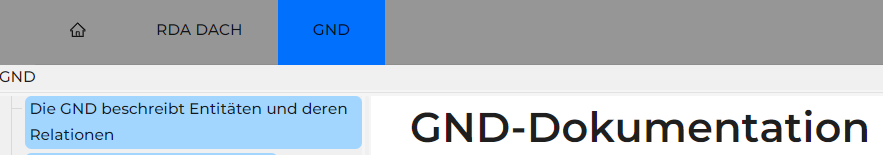 RDA DACH GND
GND
Die GND beschreibt Entitäten und deren
Relationen
GND-Dokumentation